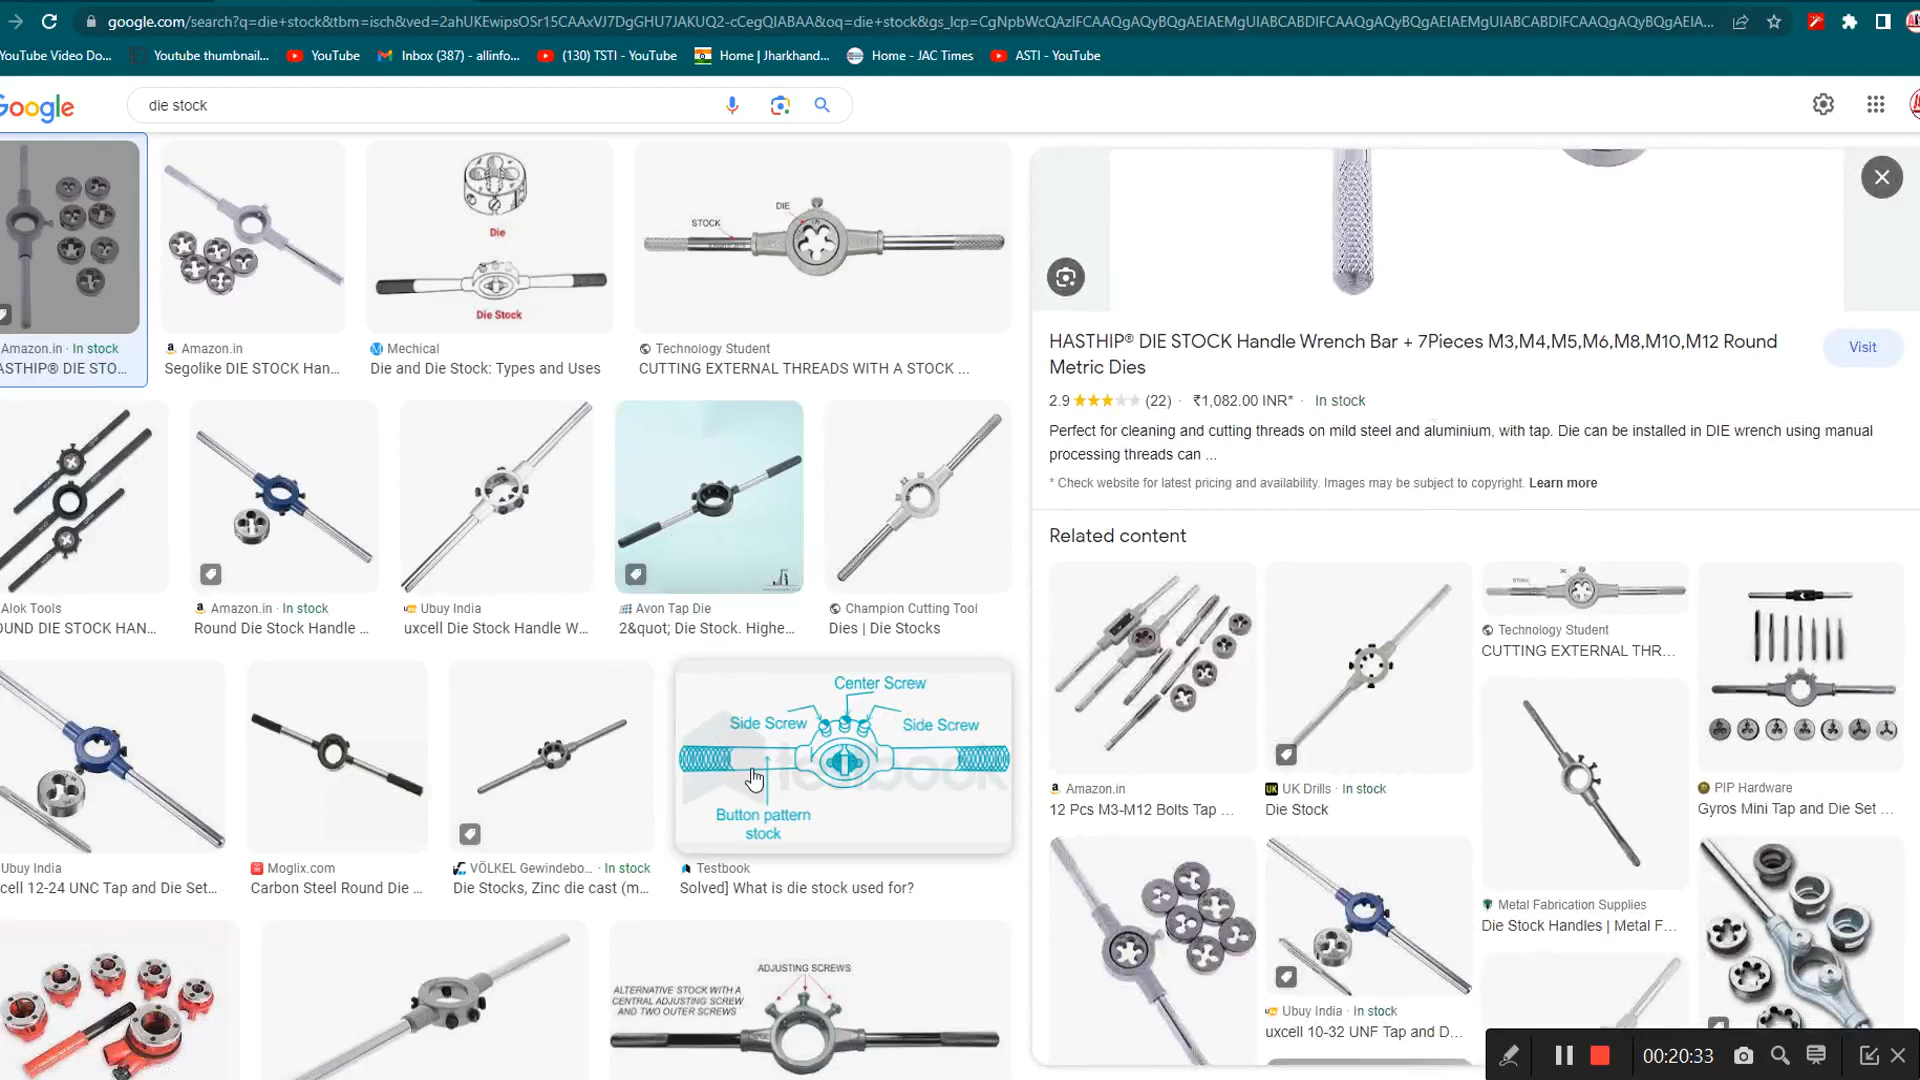 google.com/search?q=die+stock&tbm=isch&ved=2ahUKEwipsOSr15CAAxVJ7DgGHU7JAKUQ2-cCegQIABAA&oq=die+stock&gs_lcp=CgNpbWcQAzIFCAAQgAQyBQgAEIAEMgUIABCABDIFCAAQgAQyBQgAEIAEMgUIABCABDIFCAAQgAQyBQgAEIA...
YouTube Video Do...
Youtube thumbnail...
YouTube
Inbox (387) - allinfo...
(130) TSTI - YouTube
Home | Jharkhand...
Home - JAC Times
ASTI - YouTube
Google
die stock
Die
Die Stock
STOCK
DIE
Amazon.in · In stock
ASTHIP® DIE STO...
Amazon.in
Segolike DIE STOCK Han...
Mechical
Die and Die Stock: Types and Uses
Technology Student
CUTTING EXTERNAL THREADS WITH A STOCK ...
HASTHIP® DIE STOCK Handle Wrench Bar + 7Pieces M3,M4,M5,M6,M8,M10,M12 Round
Metric Dies
Visit
2.9
(22) · ₹1,082.00 INR* · In stock
Perfect for cleaning and cutting threads on mild steel and aluminium, with tap. Die can be installed in DIE wrench using manual
processing threads can ...
* Check website for latest pricing and availability. Images may be subject to copyright. Learn more
Alok Tools
OUND DIE STOCK HAN...
Amazon.in · In stock
Round Die Stock Handle ...
Ubuy India
uxcell Die Stock Handle W...
Avon Tap Die
2&quot; Die Stock. Highe...
Champion Cutting Tool
Dies | Die Stocks
Related content
STOCK
Technology Student
CUTTING EXTERNAL THR...
Amazon.in
12 Pcs M3-M12 Bolts Tap ...
UK Drills · In stock
Die Stock
PIP Hardware
Gyros Mini Tap and Die Set ...
Center Screw
Side Screw
Side Screw
Button pattern
stock
Ubuy India
cell 12-24 UNC Tap and Die Set...
Moglix.com
Carbon Steel Round Die ...
VÖLKEL Gewindebo... · In stock
Die Stocks, Zinc die cast (m...
Testbook
Solved] What is die stock used for?
Metal Fabrication Supplies
Die Stock Handles | Metal F...
ADJUSTING SCREWS
ALTERNATIVE STOCK WITH A
CENTRAL ADJUSTING SCREW
AND TWO OUTER SCREWS
Ubuy India · In stock
uxcell 10-32 UNF Tap and D...
00:20:33